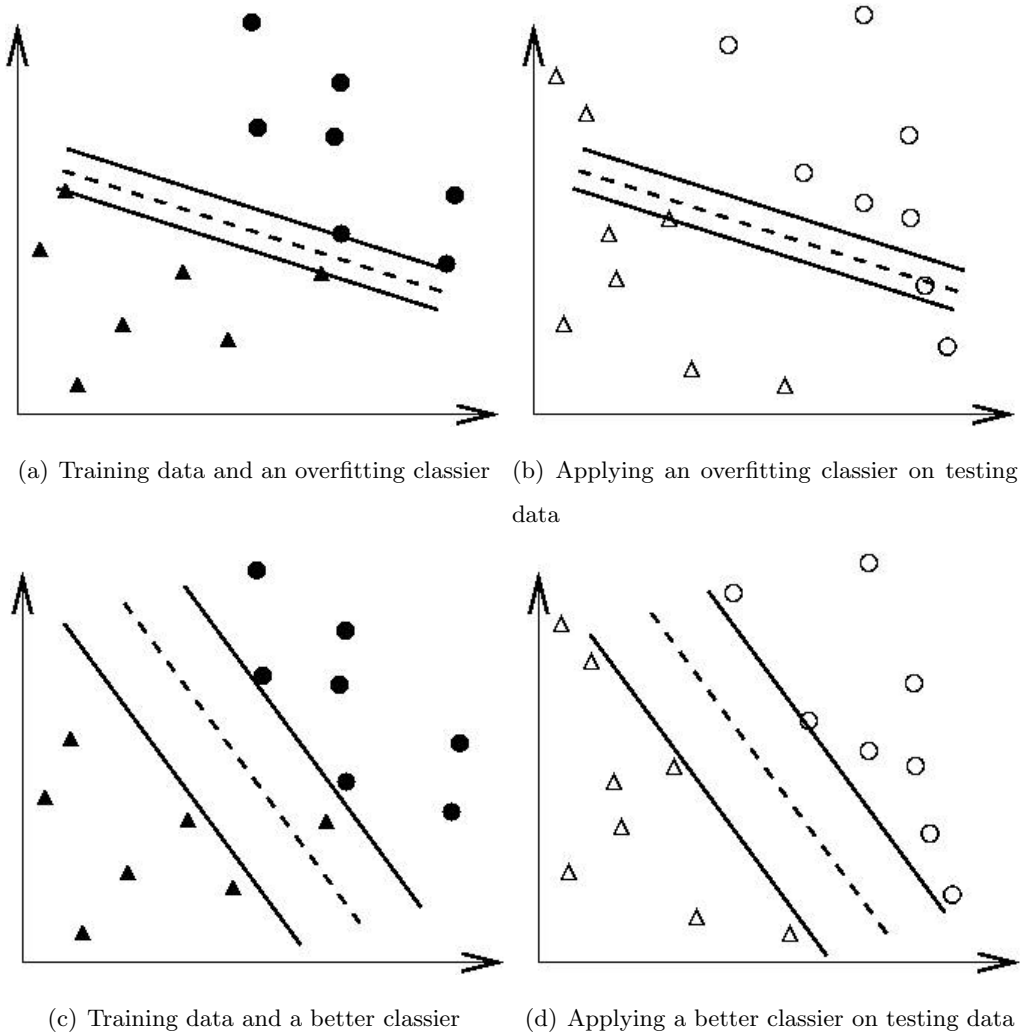 (a) Training data and an overfitting classier
(b) Applying an overfitting classier on testing
data
(c) Training data and a better classier
(d) Applying a better classier on testing data